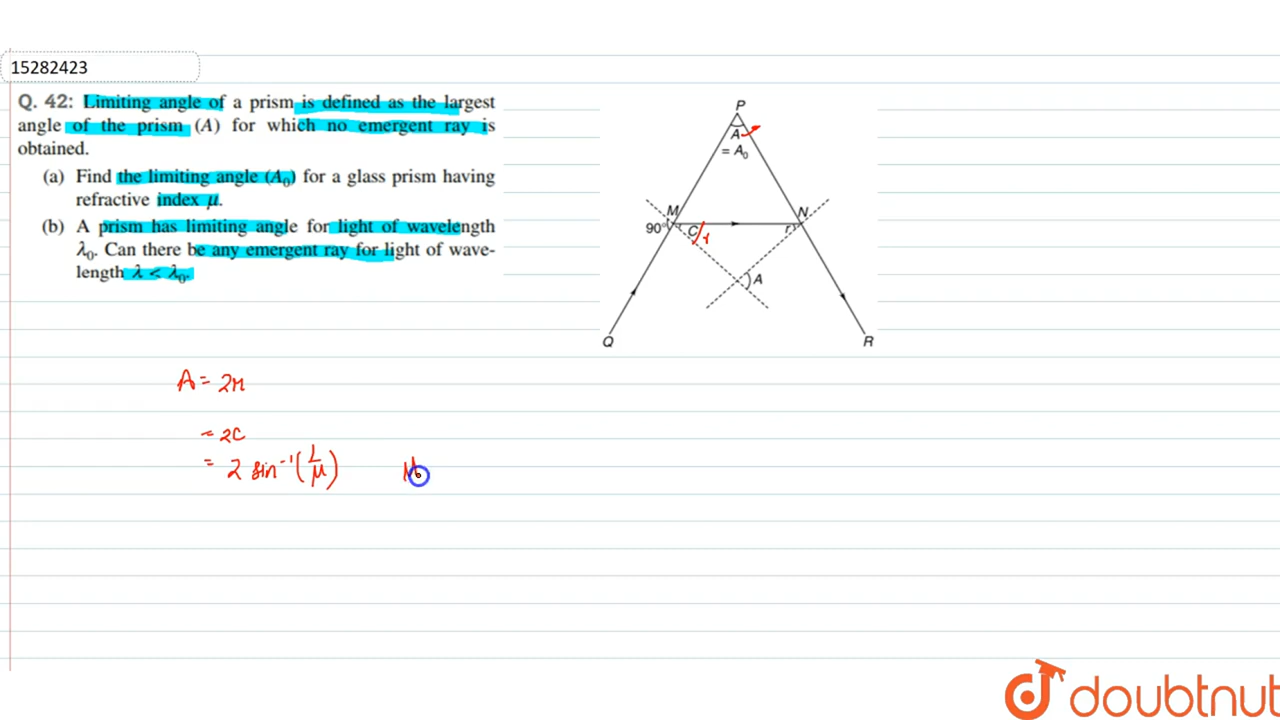 15282423
Q. 42: Limiting angle of a prism is defined as the largest
angle of the prism (A) for which no emergent ray is
obtained.
(a) Find the limiting angle (A₀) for a glass prism having
refractive index μ.
(b) A prism has limiting angle for light of wavelength
λ₀. Can there be any emergent ray for light of wave-
length λ < λ₀.
P
A
= A₀
M
N
90°
C/r
r
A
Q
R
A = 2r
= 2C
= 2 sin⁻¹(1/μ)
μ
doubtnut